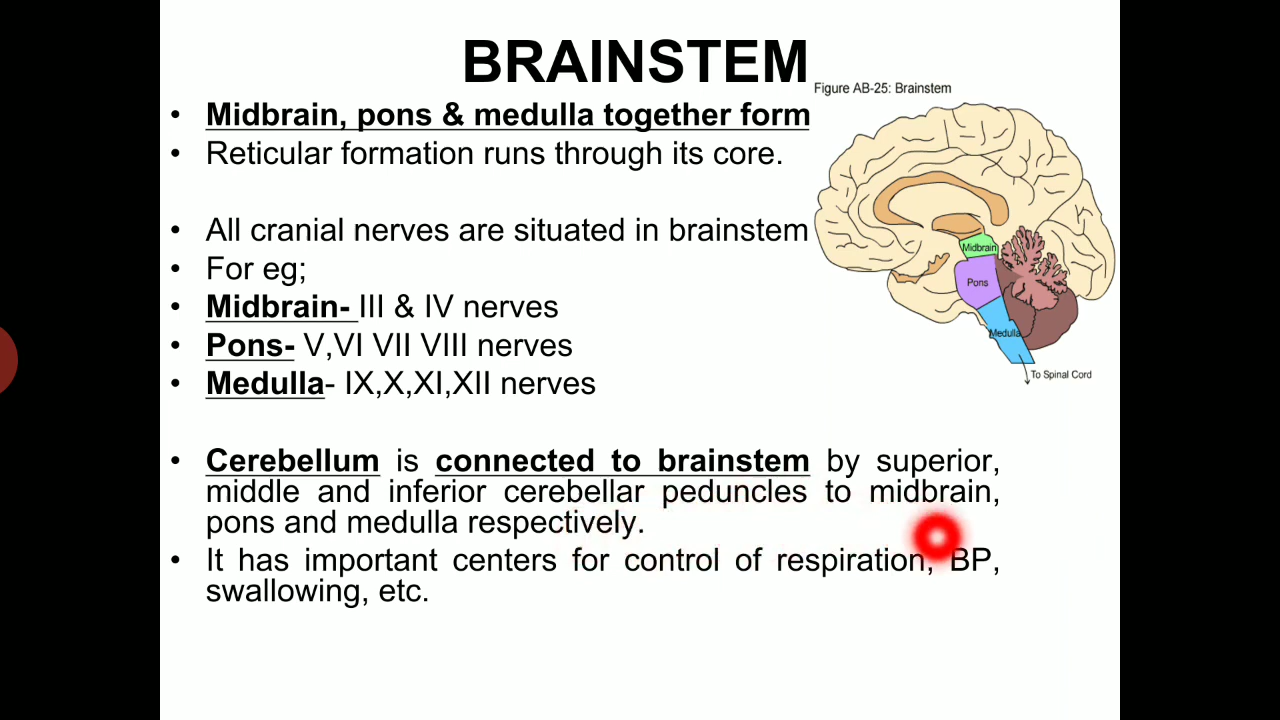 BRAINSTEM
Figure AB-25: Brainstem
• Midbrain, pons & medulla together form
• Reticular formation runs through its core.
• All cranial nerves are situated in brainstem
• For eg;
• Midbrain- III & IV nerves
• Pons- V,VI VII VIII nerves
• Medulla- IX,X,XI,XII nerves
Midbrain
Pons
Medulla
To Spinal Cord
• Cerebellum is connected to brainstem by superior,
middle and inferior cerebellar peduncles to midbrain,
pons and medulla respectively.
• It has important centers for control of respiration, BP,
swallowing, etc.